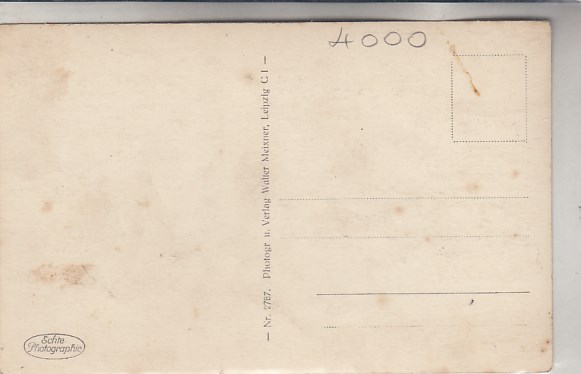 4000
— Nr. 2787. Photogr u. Verlag Walter Meixner, Leipzig C.1 —
Echte
Photographie